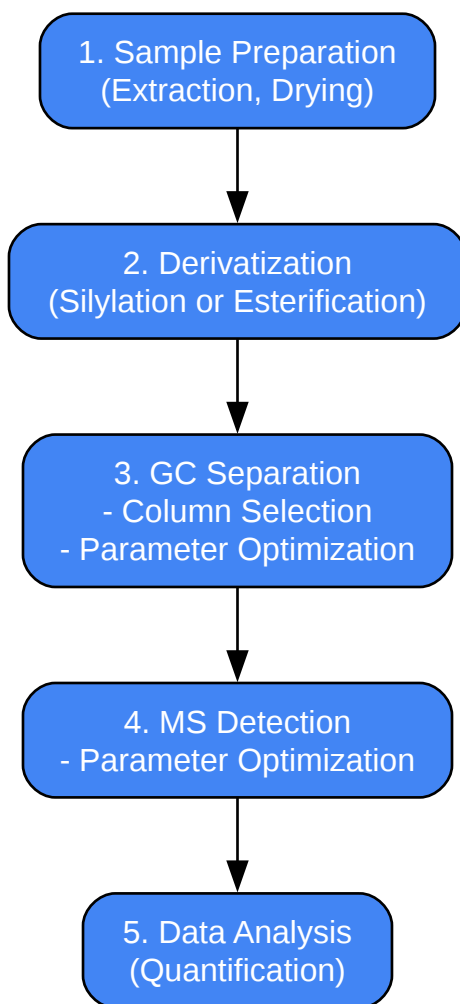 1. Sample Preparation
(Extraction, Drying)
2. Derivatization
(Silylation or Esterification)
3. GC Separation
- Column Selection
- Parameter Optimization
4. MS Detection
- Parameter Optimization
5. Data Analysis
(Quantification)